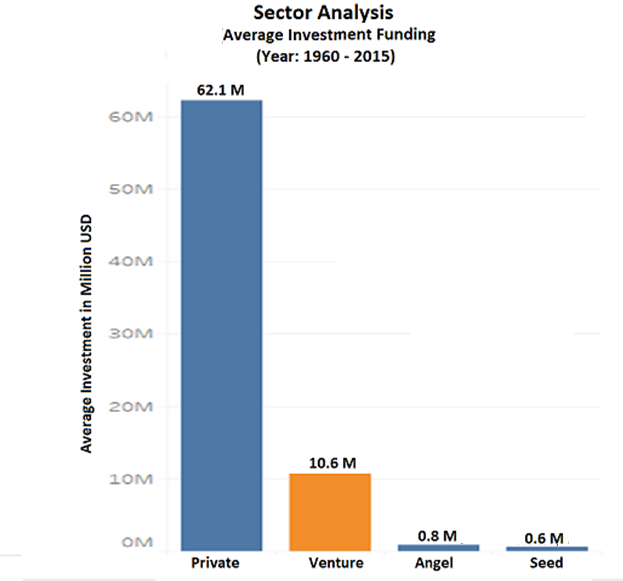 Sector Analysis
Average Investment Funding
(Year: 1960 - 2015)
62.1 M
60M
50M
40M
30M
20M
10M
0M
Average Investment in Million USD
10.6 M
0.8 M
0.6 M
Private
Venture
Angel
Seed